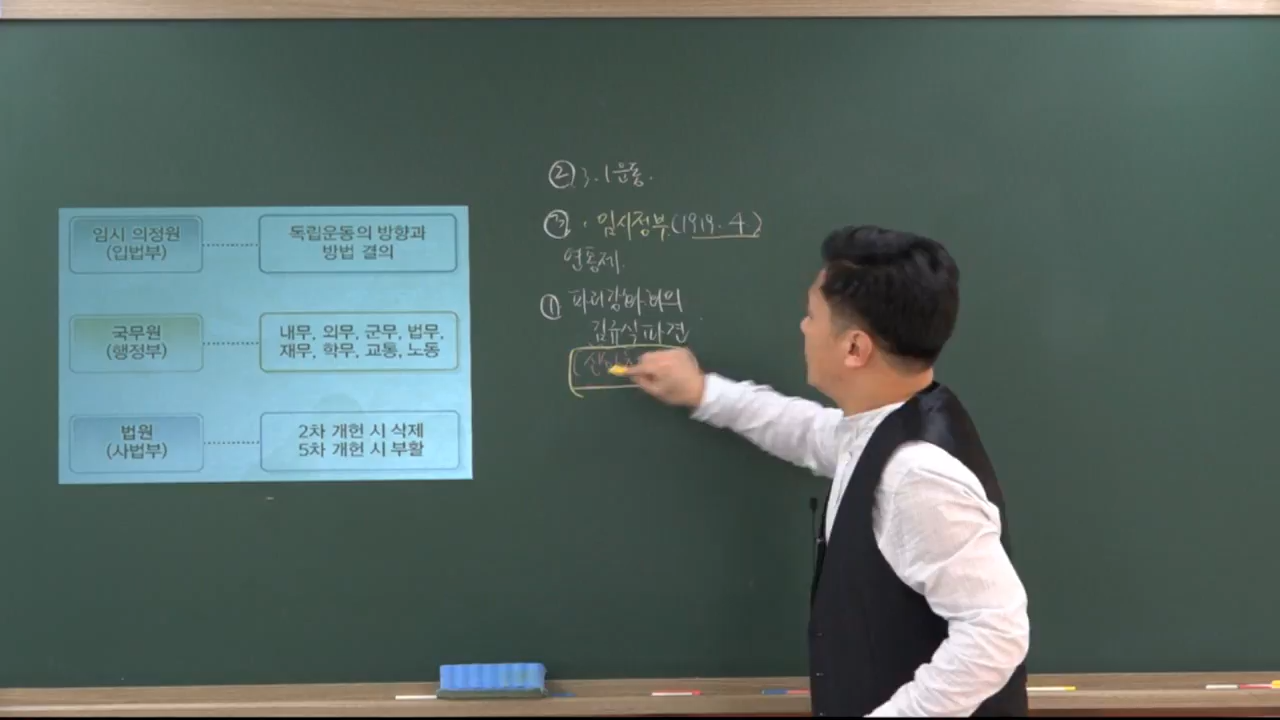 임시 의정원
(입법부)
독립운동의 방향과
방법 결의
국무원
(행정부)
내무, 외무, 군무, 법무,
재무, 학무, 교통, 노동
법원
(사법부)
2차 개헌 시 삭제
5차 개헌 시 부활
② 3.1운동.
③ · 임시정부(1919.4)
연통제.
① 파리강화회의
김규식파견